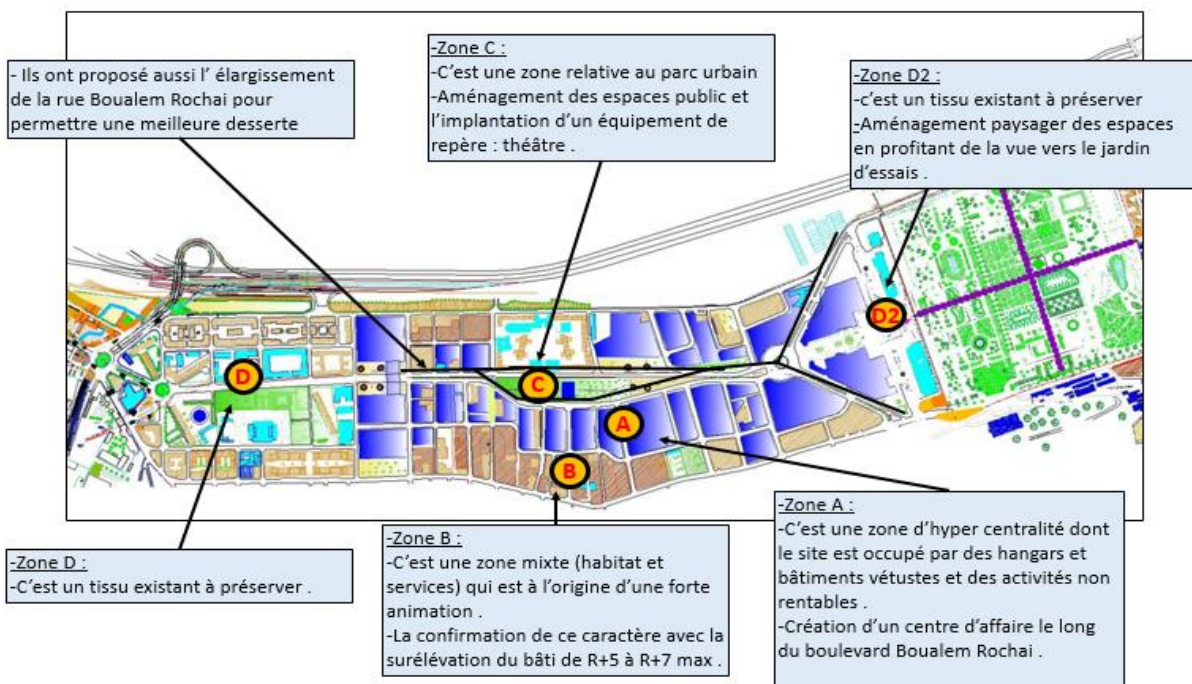 - Ils ont proposé aussi l' élargissement
de la rue Boualem Rochai pour
permettre une meilleure desserte
-Zone C :
-C'est une zone relative au parc urbain
-Aménagement des espaces public et
l'implantation d'un équipement de
repère : théâtre .
-Zone D2 :
-c'est un tissu existant à préserver
-Aménagement paysager des espaces
en profitant de la vue vers le jardin
d'essais .
D2
D
C
A
B
-Zone D :
-C'est un tissu existant à préserver .
-Zone B :
-C'est une zone mixte (habitat et
services) qui est à l'origine d'une forte
animation .
-La confirmation de ce caractère avec la
surélévation du bâti de R+5 à R+7 max .
-Zone A :
-C'est une zone d'hyper centralité dont
le site est occupé par des hangars et
bâtiments vétustes et des activités non
rentables .
-Création d'un centre d'affaire le long
du boulevard Boualem Rochai .